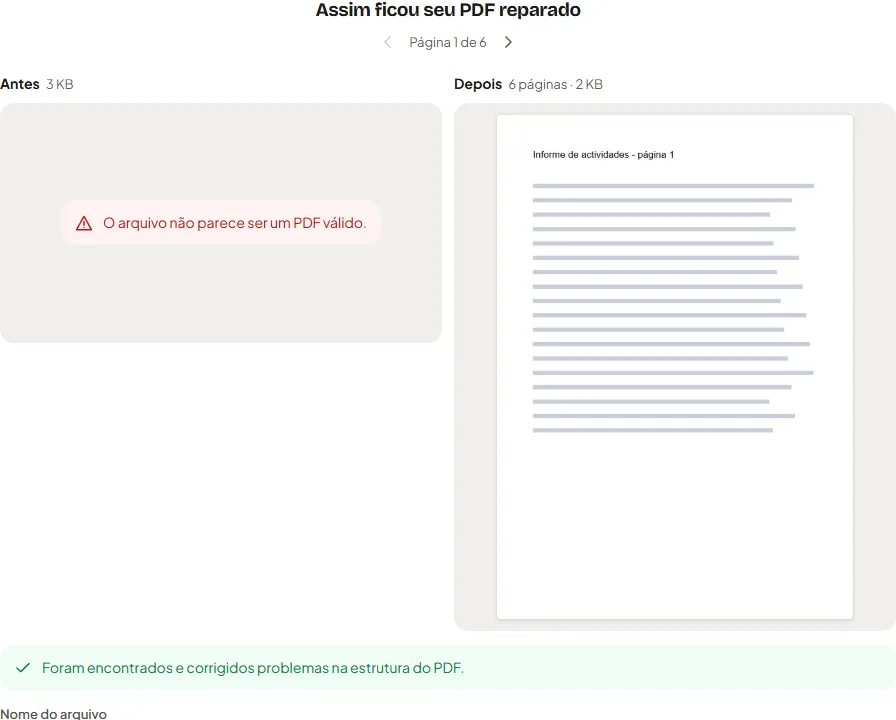 Assim ficou seu PDF reparado
Página 1 de 6
Antes 3 KB
Depois 6 páginas · 2 KB
O arquivo não parece ser um PDF válido.
Informe de actividades - página 1
Foram encontrados e corrigidos problemas na estrutura do PDF.
Nome do arquivo